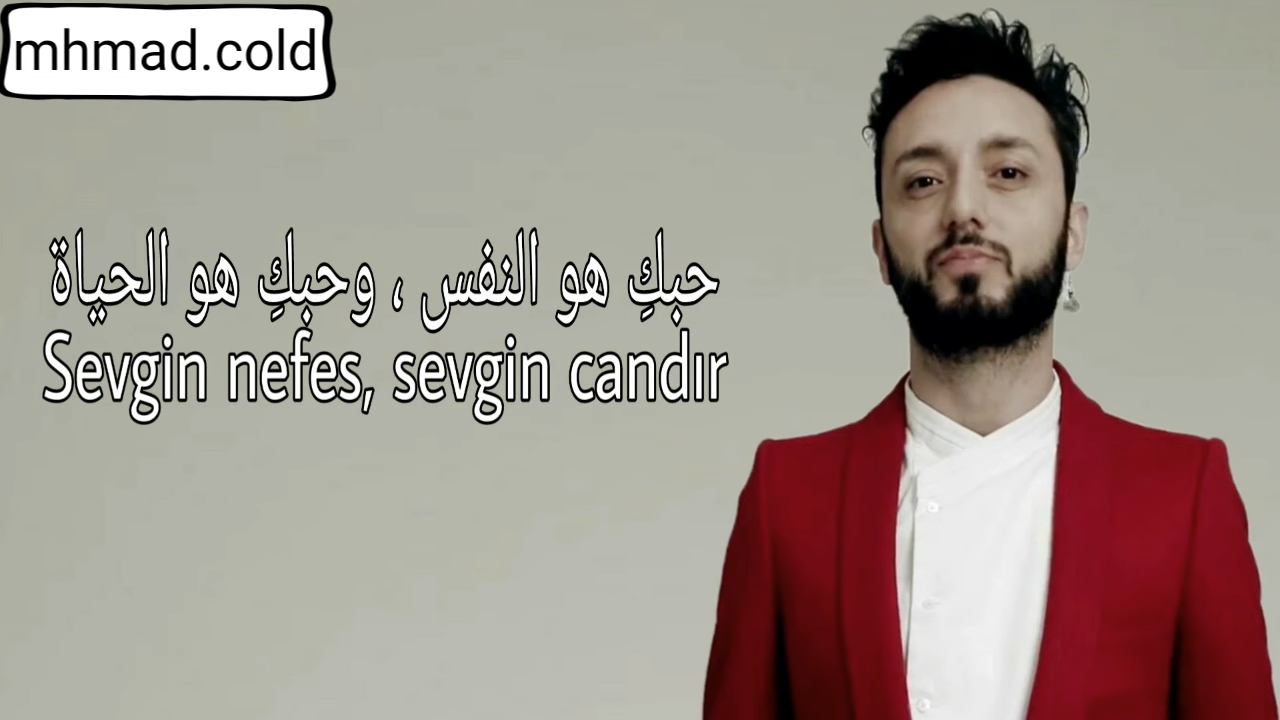 mhmad.cold
حبكِ هو النفس ، وحبكِ هو الحياة
Sevgin nefes, sevgin candır